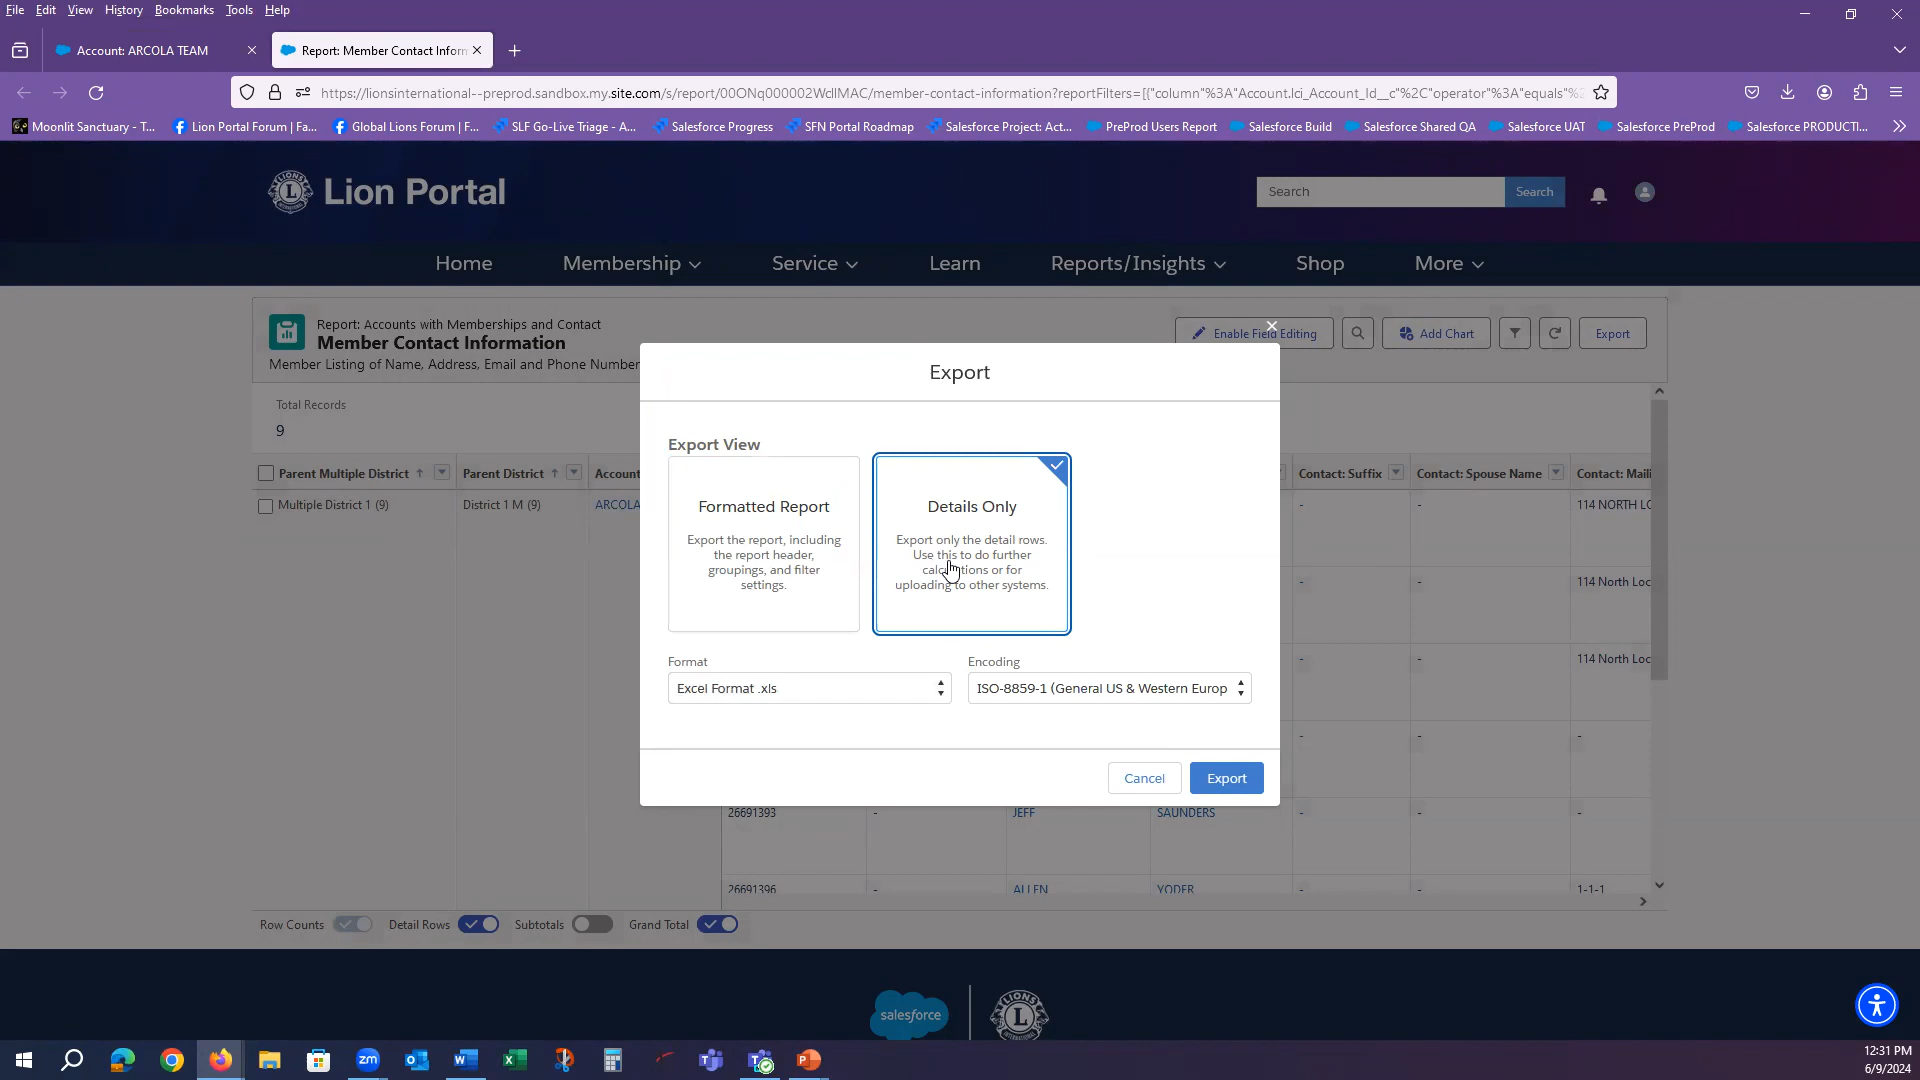 File Edit View History Bookmarks Tools Help
Account: ARCOLA TEAM
Report: Member Contact Inform
https://lionsinternational--preprod.sandbox.my.site.com/s/report/00ONq000002WdlIMAC/member-contact-information?reportFilters=[{"column"%3A"Account.lci_Account_Id__c"%2C"operator"%3A"equals"%2
Moonlit Sanctuary - T... Lion Portal Forum | Fa... Global Lions Forum | F... SLF Go-Live Triage - A... Salesforce Progress SFN Portal Roadmap Salesforce Project: Act... PreProd Users Report Salesforce Build Salesforce Shared QA Salesforce UAT Salesforce PreProd Salesforce PRODUCTI...
Lion Portal
Search Search
Home Membership Service Learn Reports/Insights Shop More
Report: Accounts with Memberships and Contact
Member Contact Information
Member Listing of Name, Address, Email and Phone Number
Enable Field Editing Add Chart Export
Total Records
9
Parent Multiple District Parent District Account Contact: Suffix Contact: Spouse Name Contact: Maili
Multiple District 1 (9) District 1 M (9) ARCOLA - - 114 NORTH LO
- - 114 North Loc
- - 114 North Loc
- - -
Export
Export View
Formatted Report
Export the report, including
the report header,
groupings, and filter
settings.
Details Only
Export only the detail rows.
Use this to do further
calculations or for
uploading to other systems.
Format
Excel Format .xls
Encoding
ISO-8859-1 (General US & Western Europ
Cancel Export
26691393 - JEFF SAUNDERS - - -
26691396 - ALLEN YODER - - 1-1-1
Row Counts Detail Rows Subtotals Grand Total
salesforce
LIONS
L
INTERNATIONAL
12:31 PM
6/9/2024